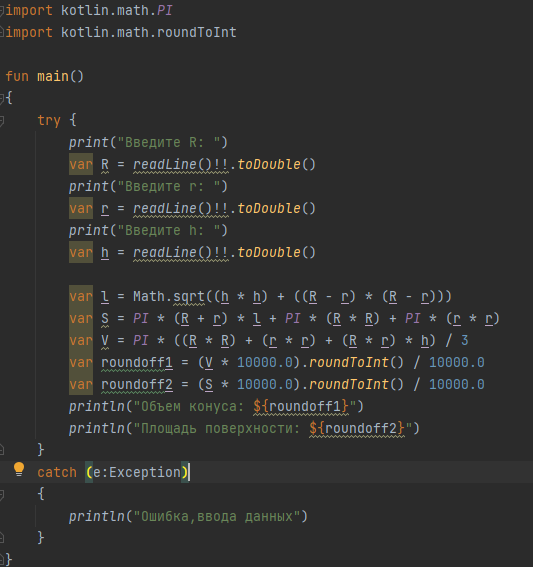 import kotlin.math.PI
import kotlin.math.roundToInt
fun main()
{
try {
print("Введите R: ")
var R = readLine()!!.toDouble()
print("Введите r: ")
var r = readLine()!!.toDouble()
print("Введите h: ")
var h = readLine()!!.toDouble()
var l = Math.sqrt((h * h) + ((R - r) * (R - r)))
var S = PI * (R + r) * l + PI * (R * R) + PI * (r * r)
var V = PI * ((R * R) + (r * r) + (R * r) * h) / 3
var roundoff1 = (V * 10000.0).roundToInt() / 10000.0
var roundoff2 = (S * 10000.0).roundToInt() / 10000.0
println("Объем конуса: ${roundoff1}")
println("Площадь поверхности: ${roundoff2}")
}
catch (e:Exception)
{
println("Ошибка,ввода данных")
}
}